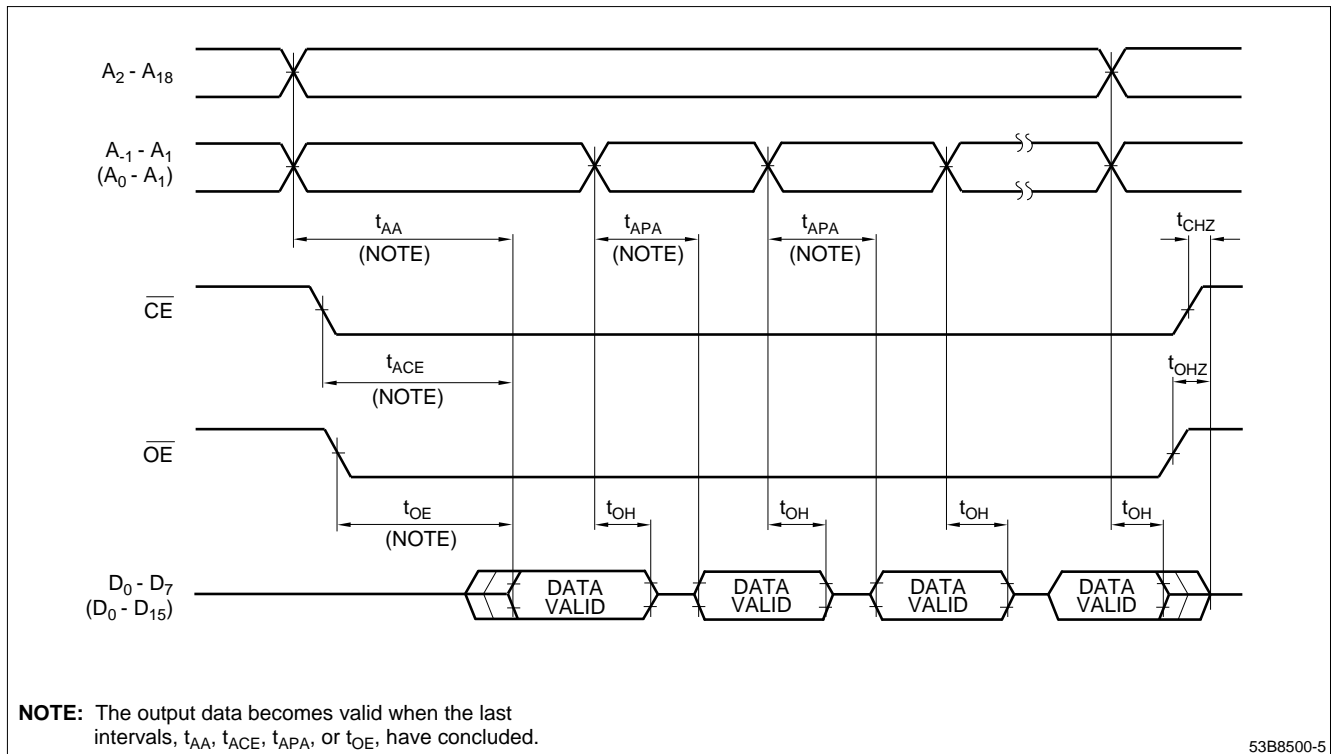 A2 - A18
A-1 - A1
(A0 - A1)
tAA
(NOTE)
tAPA
(NOTE)
tAPA
(NOTE)
tCHZ
CE
tACE
(NOTE)
tOHZ
OE
tOE
(NOTE)
tOH
tOH
tOH
tOH
D0 - D7
(D0 - D15)
DATA
VALID
DATA
VALID
DATA
VALID
DATA
VALID
NOTE: The output data becomes valid when the last
intervals, tAA, tACE, tAPA, or tOE, have concluded.
53B8500-5